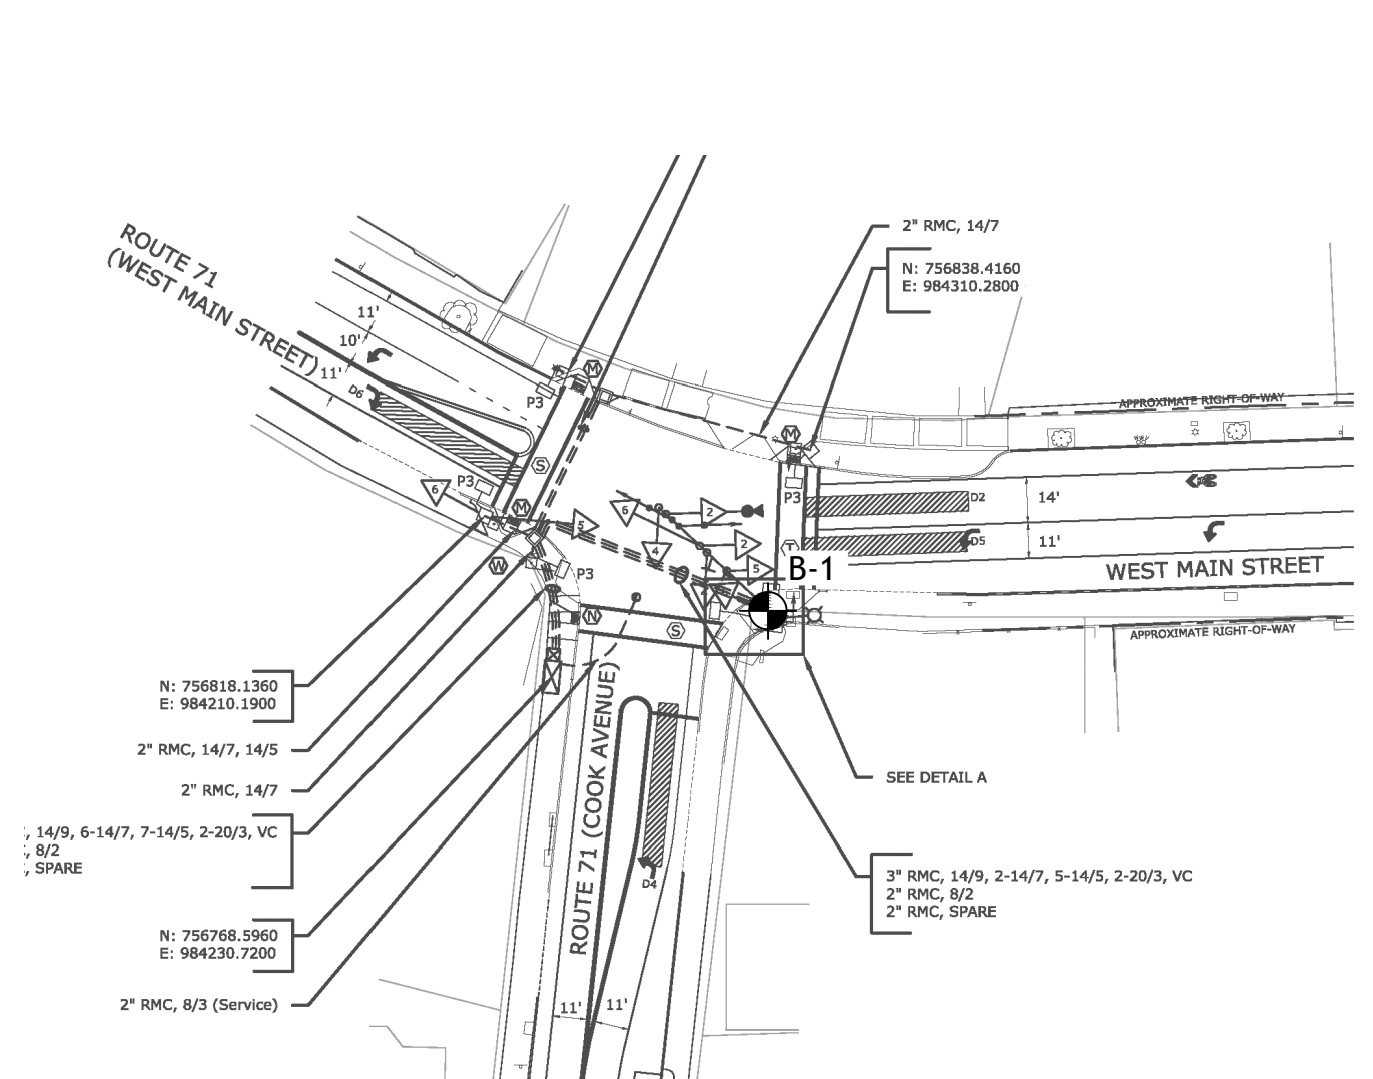 ROUTE 71
(WEST MAIN STREET)
2" RMC, 14/7
N: 756838.4160
E: 984310.2800
11'
10'
11'
D6
P3
M
APPROXIMATE RIGHT-OF-WAY
M
S
P3
6
M
P3
D2
14'
6
2
5
4
2
D5
11'
T
5
B-1
WEST MAIN STREET
W
P3
N
S
APPROXIMATE RIGHT-OF-WAY
N: 756818.1360
E: 984210.1900
2" RMC, 14/7, 14/5
2" RMC, 14/7
, 14/9, 6-14/7, 7-14/5, 2-20/3, VC
, 8/2
, SPARE
SEE DETAIL A
ROUTE 71 (COOK AVENUE)
D4
3" RMC, 14/9, 2-14/7, 5-14/5, 2-20/3, VC
2" RMC, 8/2
2" RMC, SPARE
N: 756768.5960
E: 984230.7200
2" RMC, 8/3 (Service)
11'
11'